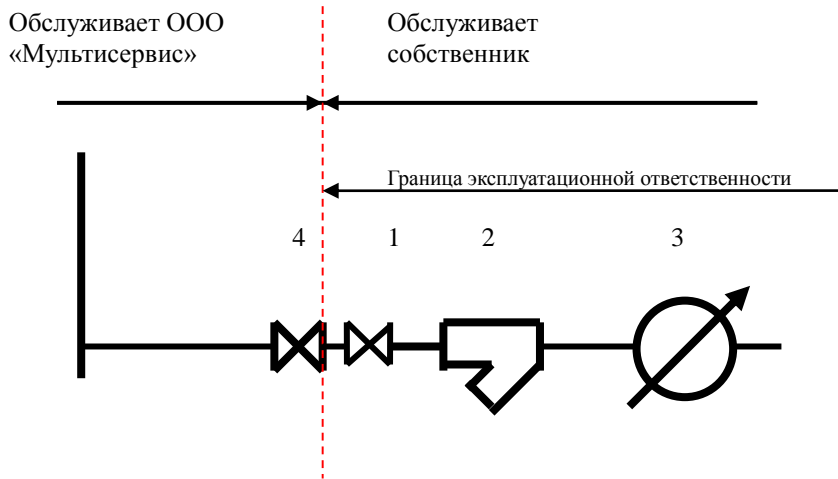 Обслуживает ООО
«Мультисервис»
Обслуживает
собственник
Граница эксплуатационной ответственности
4 1 2 3